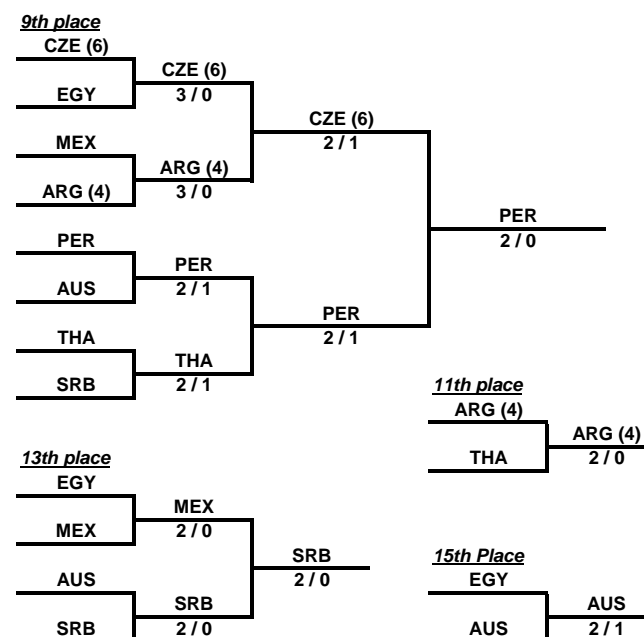 9th place
CZE (6)
CZE (6)
EGY
3 / 0
CZE (6)
MEX
2 / 1
ARG (4)
ARG (4)
3 / 0
PER
PER
2 / 0
PER
AUS
2 / 1
PER
THA
2 / 1
THA
SRB
2 / 1
11th place
ARG (4)
ARG (4)
THA
2 / 0
13th place
EGY
MEX
MEX
2 / 0
SRB
2 / 0
AUS
SRB
SRB
2 / 0
15th Place
EGY
AUS
AUS
2 / 1